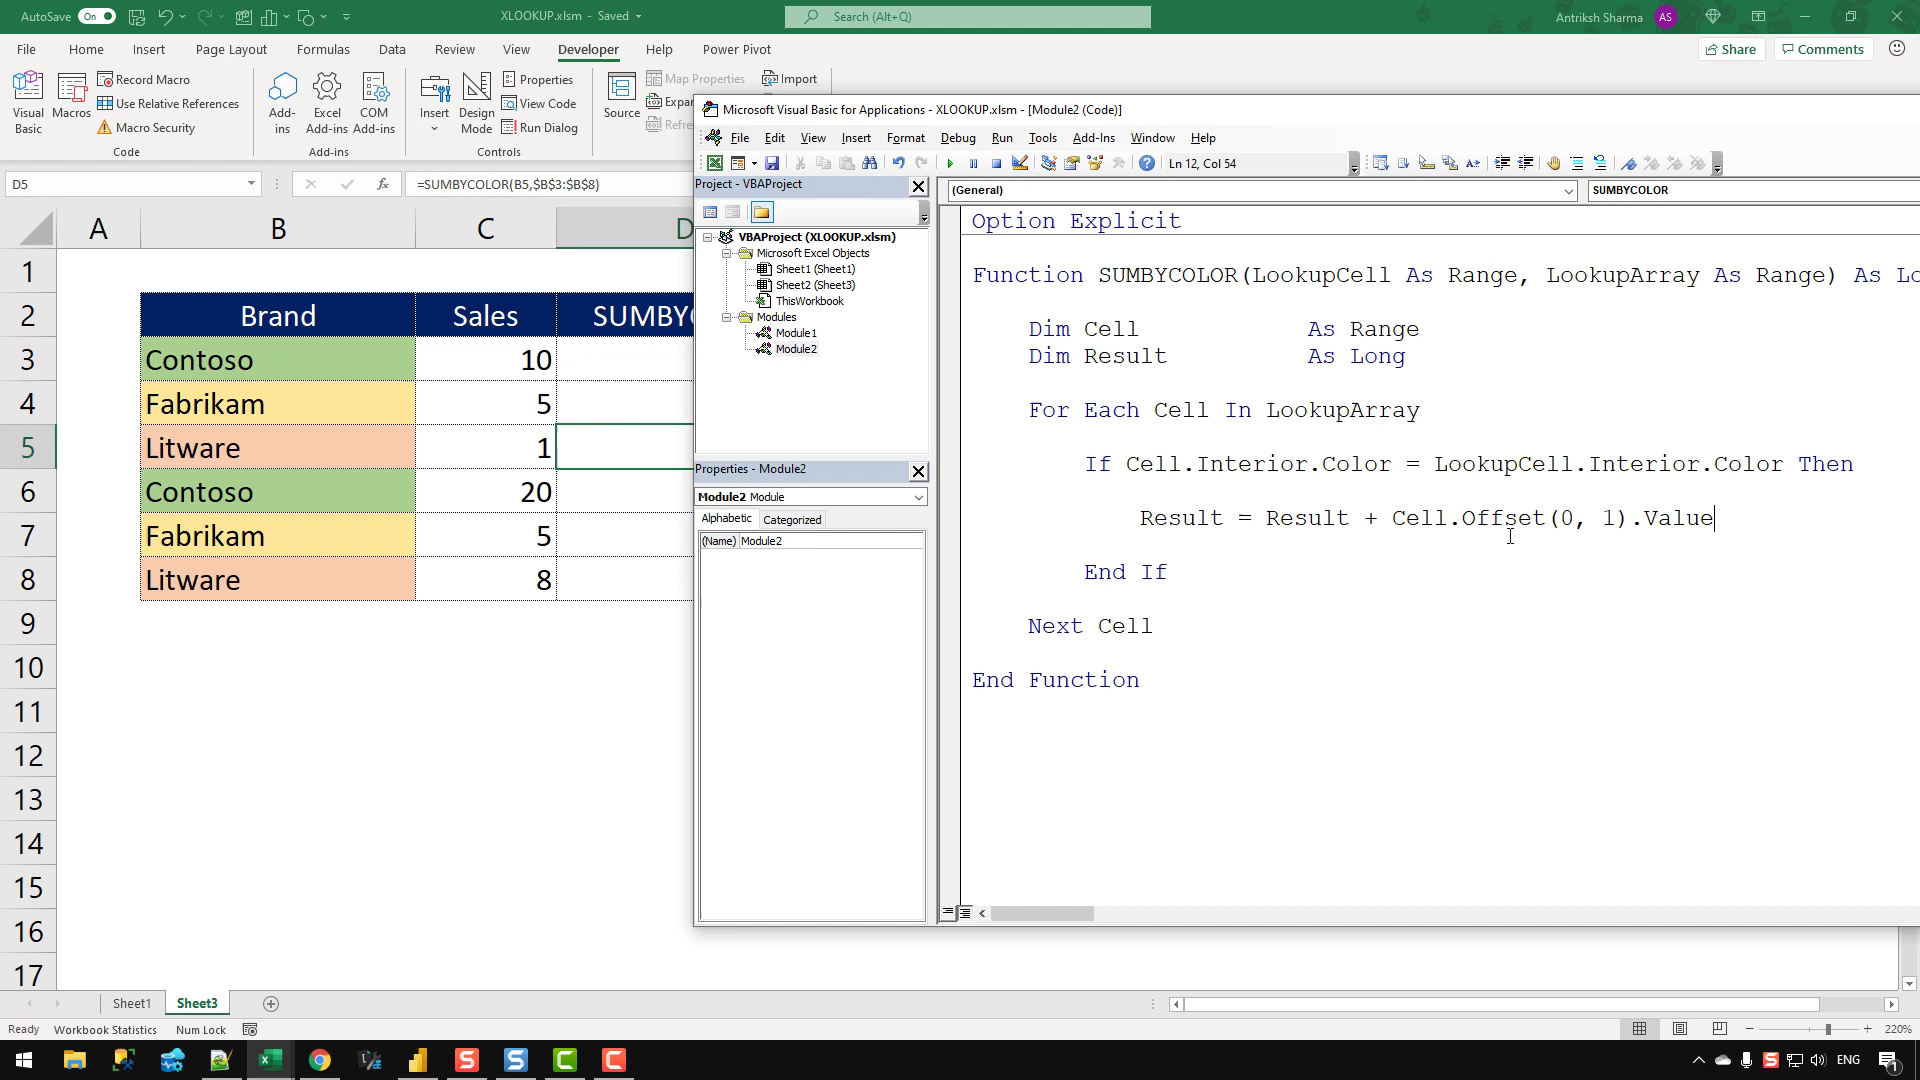 AutoSave On XLOOKUP.xlsm - Saved Search (Alt+Q) Antriksh Sharma AS
File Home Insert Page Layout Formulas Data Review View Developer Help Power Pivot Share Comments
Visual Basic
Macros
Record Macro
Use Relative References
Macro Security
Code
Add-ins
Excel Add-ins
COM Add-ins
Add-ins
Insert
Design Mode
Properties
View Code
Run Dialog
Controls
Source
Map Properties
Import
D5 fx =SUMBYCOLOR(B5,$B$3:$B$8)
A B C D
1
2 Brand Sales
3 Contoso 10
4 Fabrikam 5
5 Litware 1
6 Contoso 20
7 Fabrikam 5
8 Litware 8
9
10
11
12
13
14
15
16
17
Microsoft Visual Basic for Applications - XLOOKUP.xlsm - [Module2 (Code)]
File Edit View Insert Format Debug Run Tools Add-Ins Window Help
Ln 12, Col 54
Project - VBAProject
VBAProject (XLOOKUP.xlsm)
Microsoft Excel Objects
Sheet1 (Sheet1)
Sheet2 (Sheet3)
ThisWorkbook
Modules
Module1
Module2
Properties - Module2
Module2 Module
Alphabetic Categorized
(Name) Module2
(General) SUMBYCOLOR
Option Explicit
Function SUMBYCOLOR(LookupCell As Range, LookupArray As Range) As Lo
Dim Cell As Range
Dim Result As Long
For Each Cell In LookupArray
If Cell.Interior.Color = LookupCell.Interior.Color Then
Result = Result + Cell.Offset(0, 1).Value
End If
Next Cell
End Function
Sheet1 Sheet3
Ready Workbook Statistics Num Lock 220%
ENG 1